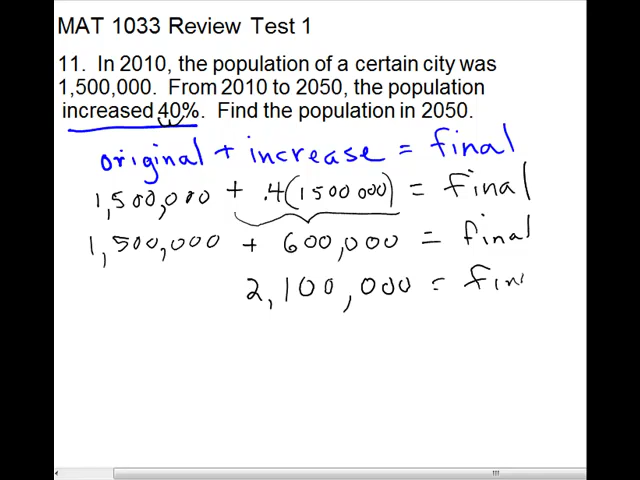 MAT 1033 Review Test 1
11. In 2010, the population of a certain city was
1,500,000. From 2010 to 2050, the population
increased 40%. Find the population in 2050.
original + increase = final
1,500,000 + .4(1500000) = final
1,500,000 + 600,000 = final
2,100,000 = fin